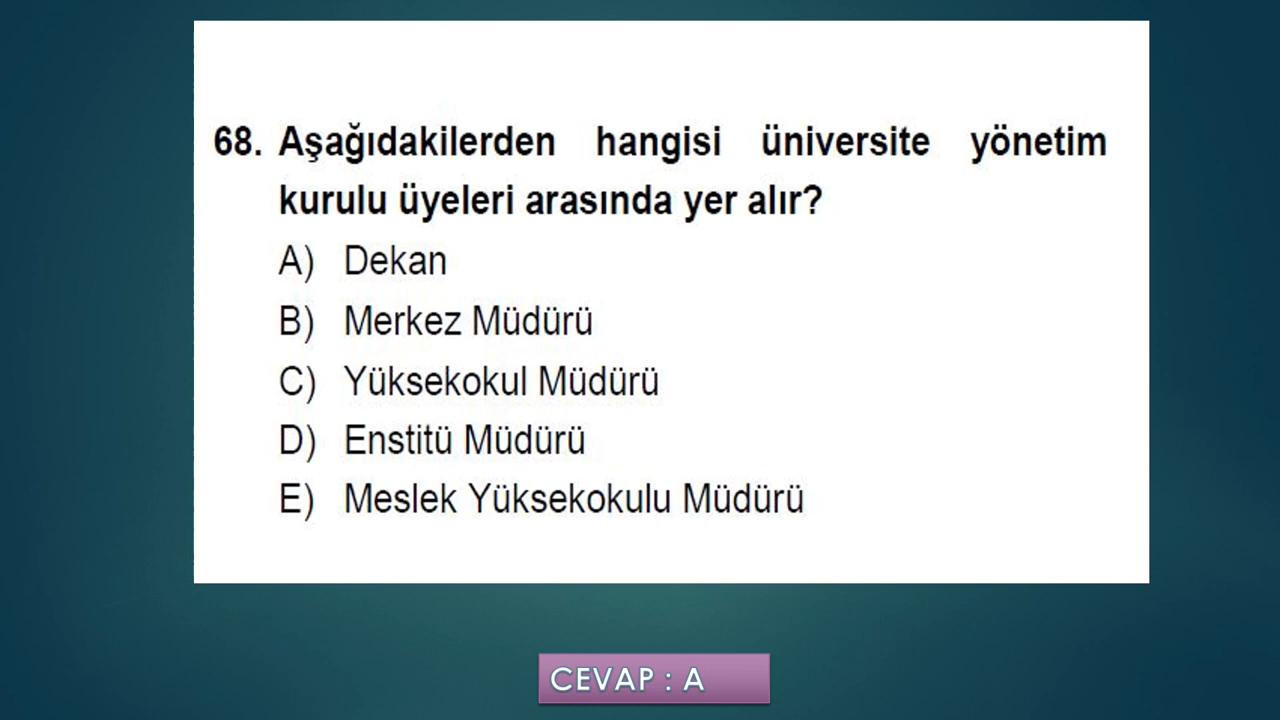 68. Aşağıdakilerden hangisi üniversite yönetim
kurulu üyeleri arasında yer alır?
A) Dekan
B) Merkez Müdürü
C) Yüksekokul Müdürü
D) Enstitü Müdürü
E) Meslek Yüksekokulu Müdürü
CEVAP : A